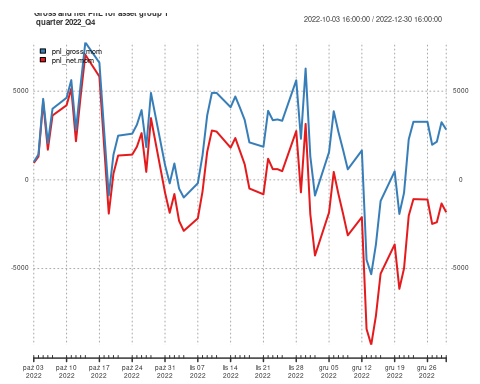 Gross and net PnL for asset group 1
quarter 2022_Q4
2022-10-03 16:00:00 / 2022-12-30 16:00:00
pnl_gross.mom
pnl_net.mom
5000 5000
0 0
-5000 -5000
paź 03 paź 10 paź 17 paź 24 paź 31 lis 07 lis 14 lis 21 lis 28 gru 05 gru 12 gru 19 gru 26
2022 2022 2022 2022 2022 2022 2022 2022 2022 2022 2022 2022 2022